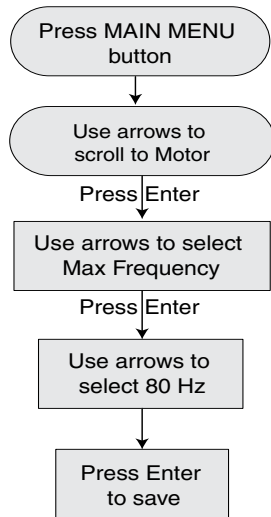 Press MAIN MENU
button
Use arrows to
scroll to Motor
Press Enter
Use arrows to select
Max Frequency
Press Enter
Use arrows to
select 80 Hz
Press Enter
to save